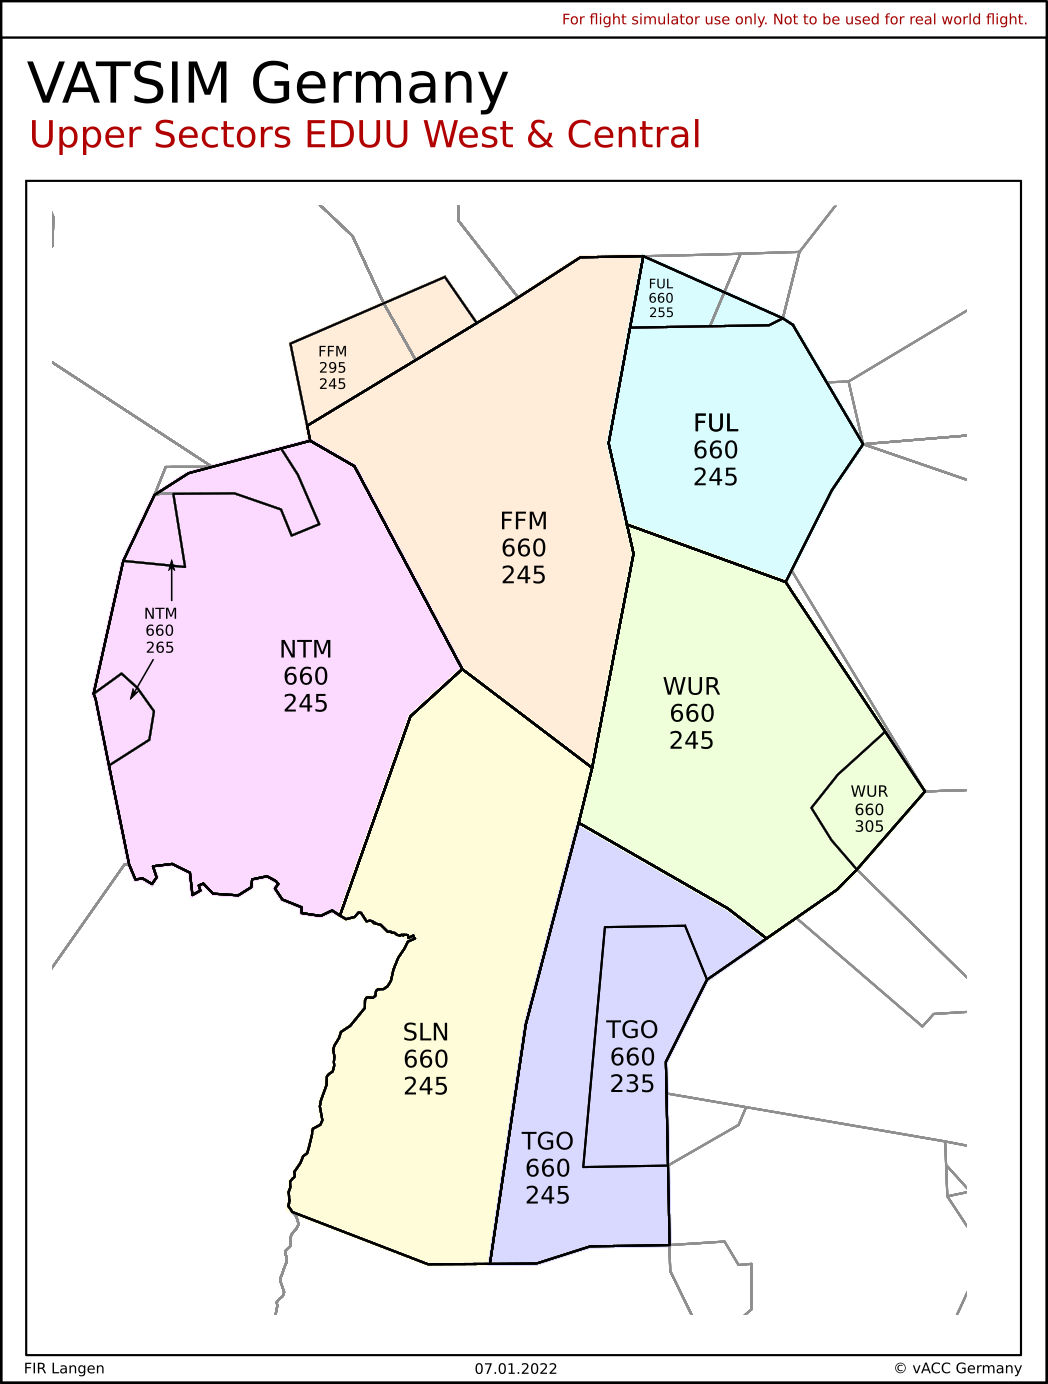 For flight simulator use only. Not to be used for real world flight.
VATSIM Germany
Upper Sectors EDUU West & Central
FUL
660
255
FFM
295
245
FUL
660
245
FFM
660
245
NTM
660
265
NTM
660
245
WUR
660
245
WUR
660
305
SLN
660
245
TGO
660
235
TGO
660
245
FIR Langen
07.01.2022
© vACC Germany